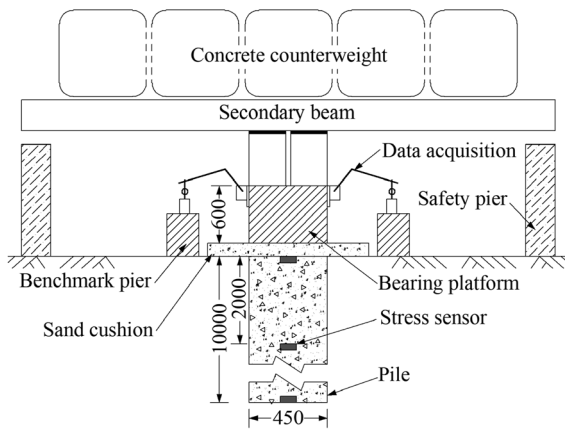 Concrete counterweight
Secondary beam
Data acquisition
Safety pier
600
Benchmark pier
Bearing platform
Sand cushion
10000
2000
Stress sensor
Pile
450